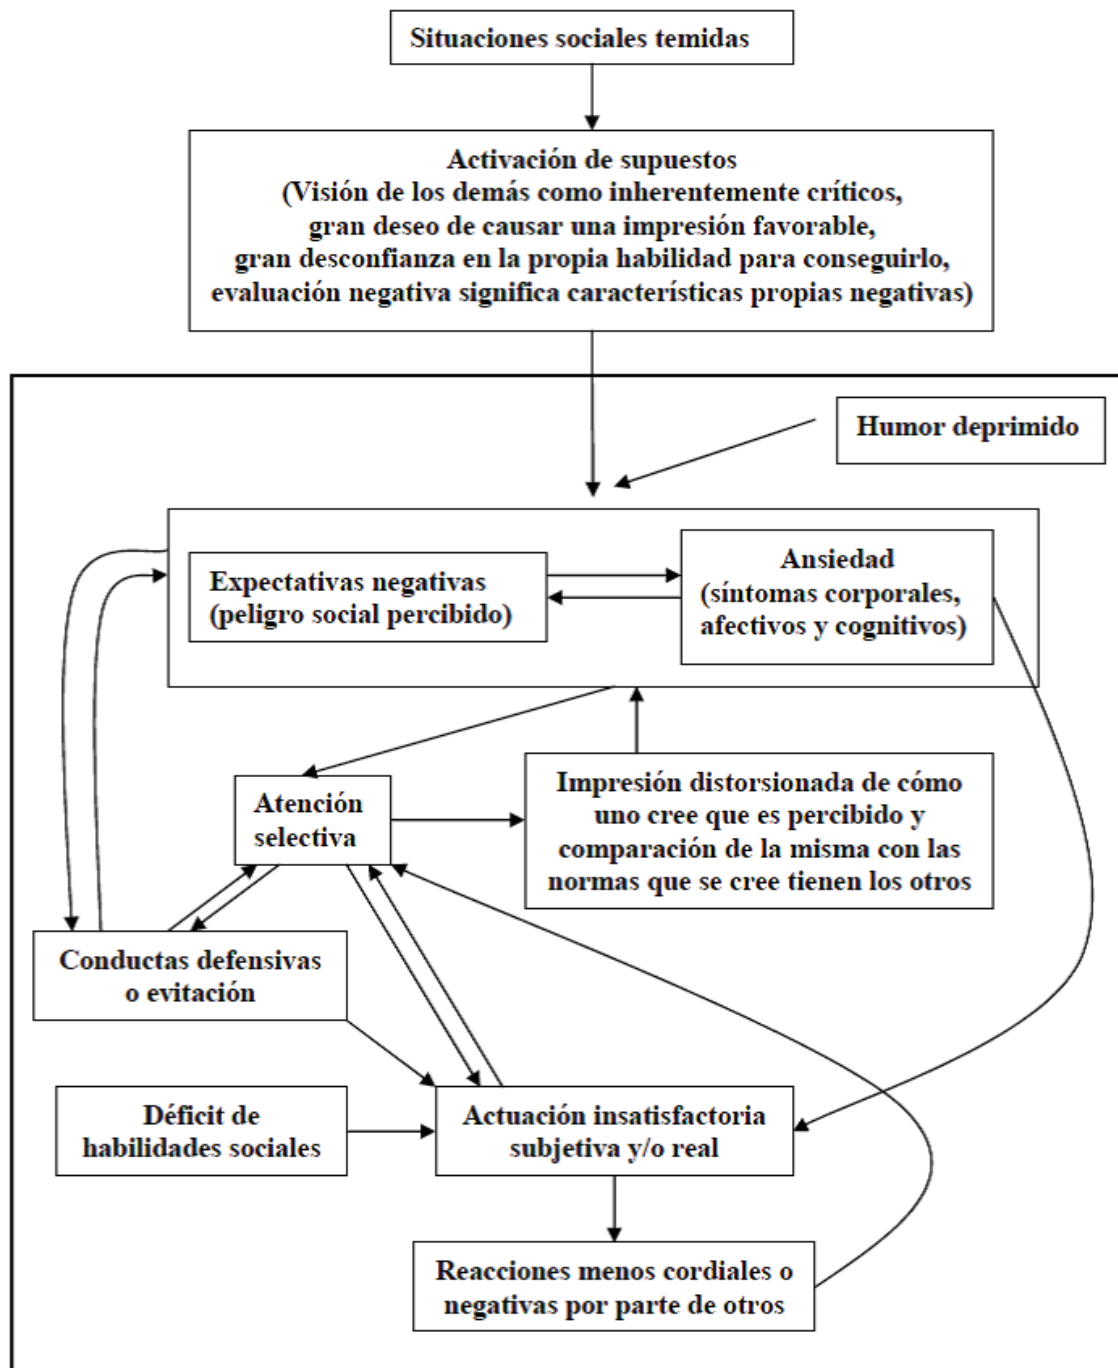 Situaciones sociales temidas
Activación de supuestos
(Visión de los demás como inherentemente críticos,
gran deseo de causar una impresión favorable,
gran desconfianza en la propia habilidad para conseguirlo,
evaluación negativa significa características propias negativas)
Humor deprimido
Expectativas negativas
(peligro social percibido)
Ansiedad
(síntomas corporales,
afectivos y cognitivos)
Atención
selectiva
Impresión distorsionada de cómo
uno cree que es percibido y
comparación de la misma con las
normas que se cree tienen los otros
Conductas defensivas
o evitación
Déficit de
habilidades sociales
Actuación insatisfactoria
subjetiva y/o real
Reacciones menos cordiales o
negativas por parte de otros